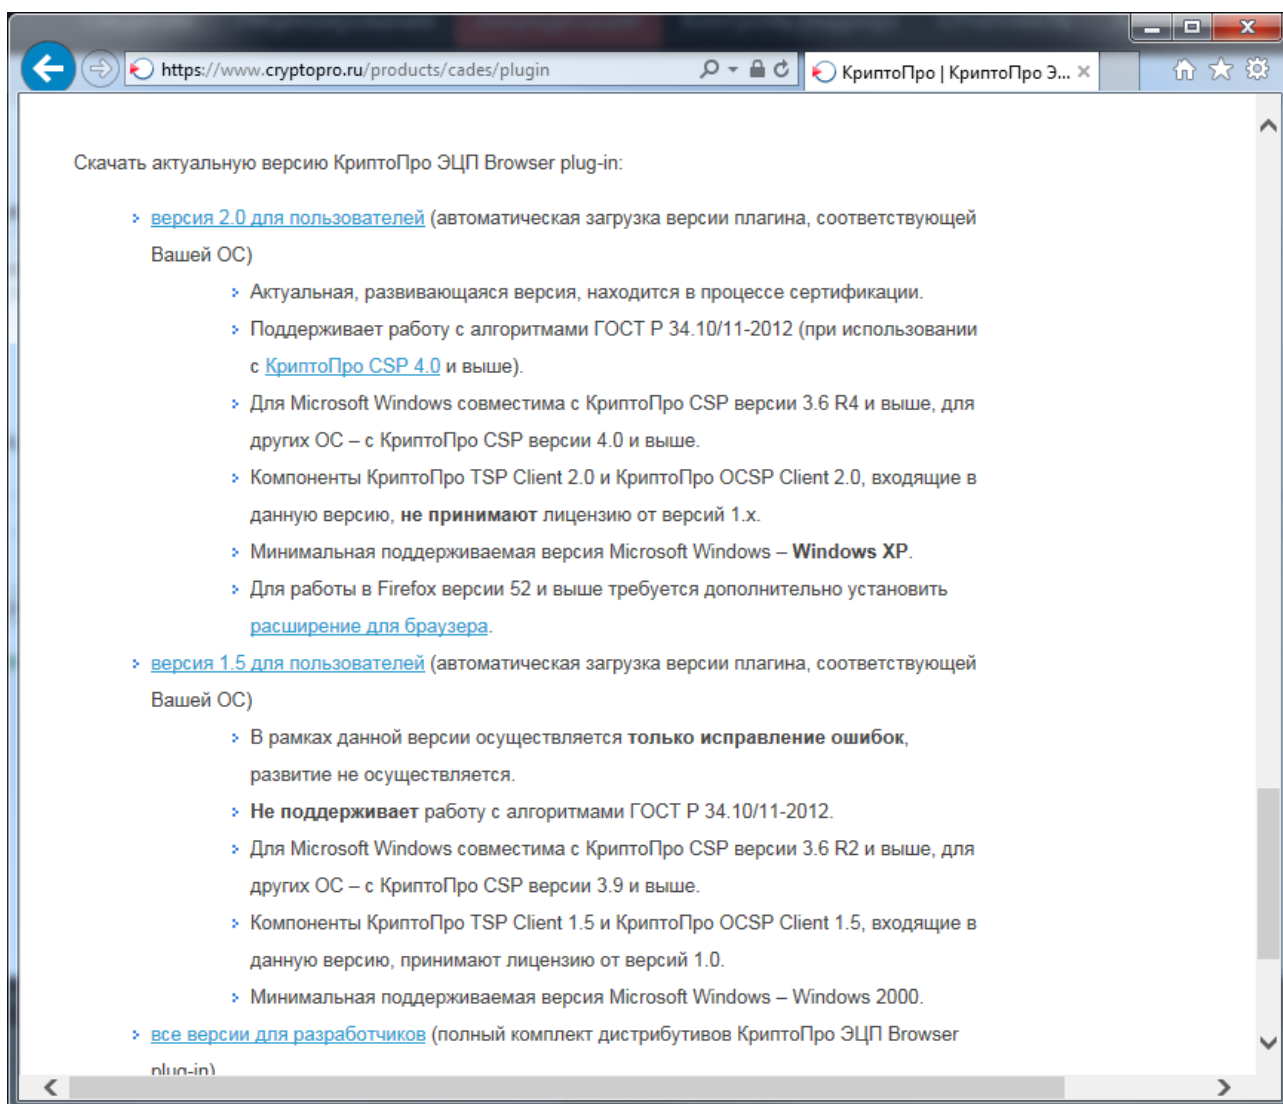 https://www.cryptopro.ru/products/cades/plugin
КриптоПро | КриптоПро Э...
Скачать актуальную версию КриптоПро ЭЦП Browser plug-in:
версия 2.0 для пользователей (автоматическая загрузка версии плагина, соответствующей
Вашей ОС)
Актуальная, развивающаяся версия, находится в процессе сертификации.
Поддерживает работу с алгоритмами ГОСТ Р 34.10/11-2012 (при использовании
с КриптоПро CSP 4.0 и выше).
Для Microsoft Windows совместима с КриптоПро CSP версии 3.6 R4 и выше, для
других ОС – с КриптоПро CSP версии 4.0 и выше.
Компоненты КриптоПро TSP Client 2.0 и КриптоПро OCSP Client 2.0, входящие в
данную версию, не принимают лицензию от версий 1.x.
Минимальная поддерживаемая версия Microsoft Windows – Windows XP.
Для работы в Firefox версии 52 и выше требуется дополнительно установить
расширение для браузера.
версия 1.5 для пользователей (автоматическая загрузка версии плагина, соответствующей
Вашей ОС)
В рамках данной версии осуществляется только исправление ошибок,
развитие не осуществляется.
Не поддерживает работу с алгоритмами ГОСТ Р 34.10/11-2012.
Для Microsoft Windows совместима с КриптоПро CSP версии 3.6 R2 и выше, для
других ОС – с КриптоПро CSP версии 3.9 и выше.
Компоненты КриптоПро TSP Client 1.5 и КриптоПро OCSP Client 1.5, входящие в
данную версию, принимают лицензию от версий 1.0.
Минимальная поддерживаемая версия Microsoft Windows – Windows 2000.
все версии для разработчиков (полный комплект дистрибутивов КриптоПро ЭЦП Browser
plug-in)